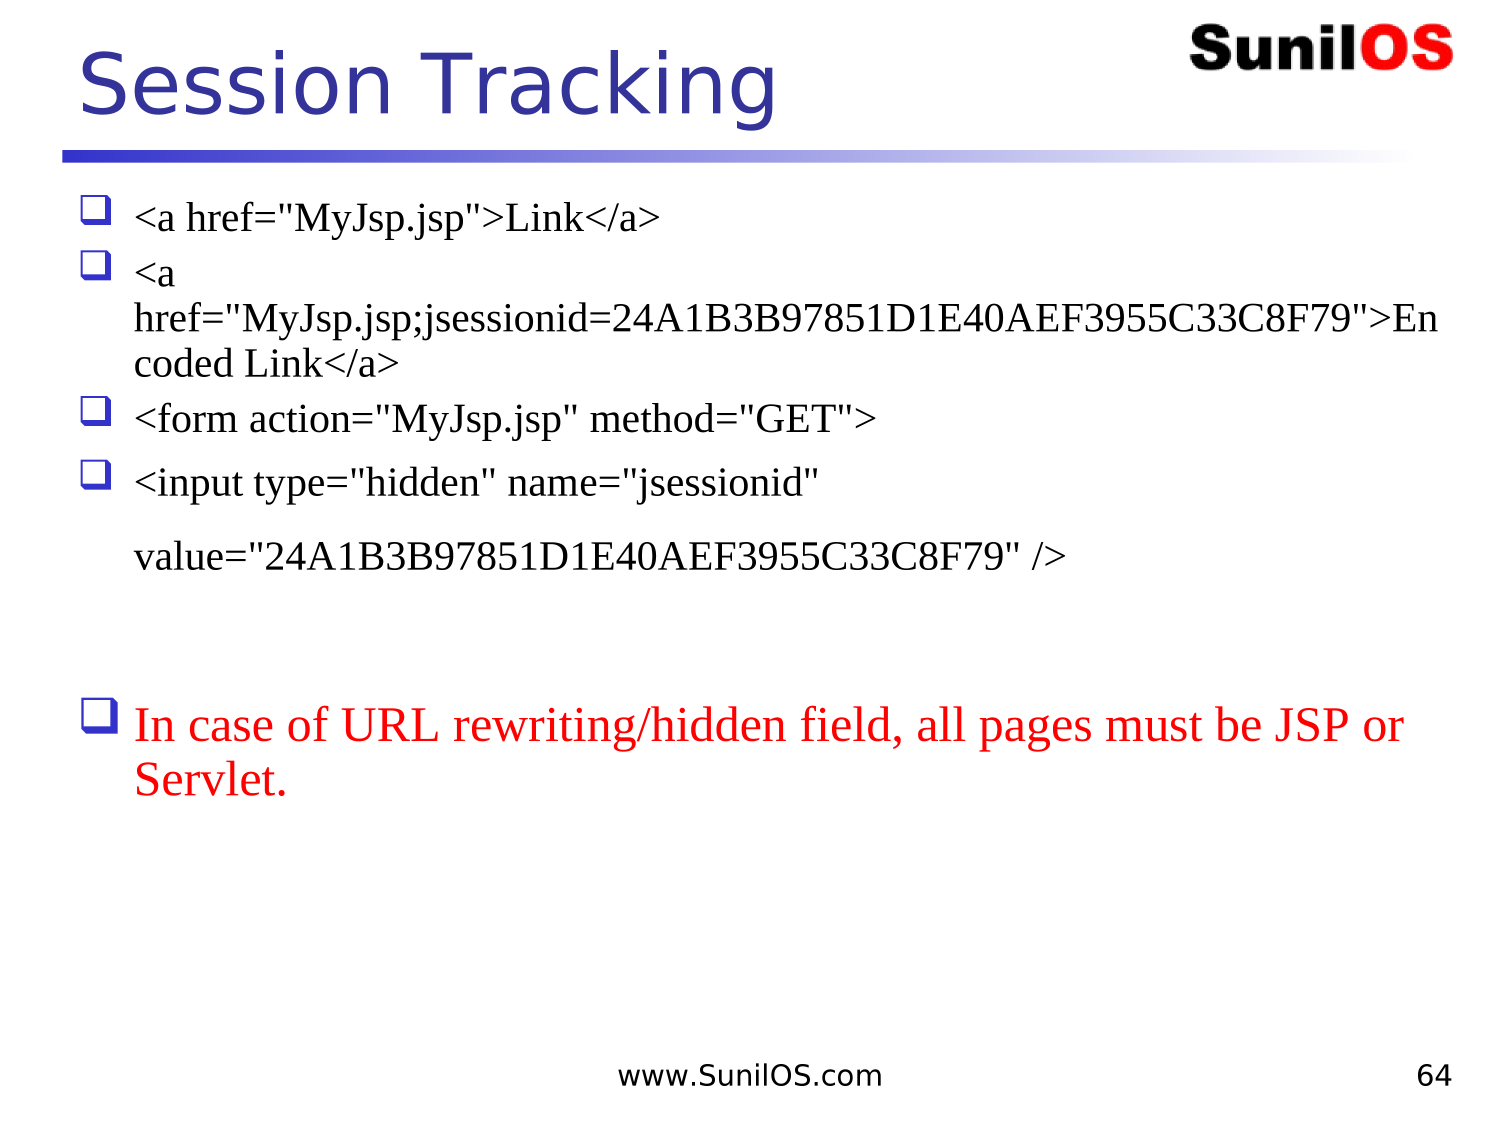 SunilOS
Session Tracking
<a href="MyJsp.jsp">Link</a>
<a
href="MyJsp.jsp;jsessionid=24A1B3B97851D1E40AEF3955C33C8F79">En
coded Link</a>
<form action="MyJsp.jsp" method="GET">
<input type="hidden" name="jsessionid"
value="24A1B3B97851D1E40AEF3955C33C8F79" />
In case of URL rewriting/hidden field, all pages must be JSP or
Servlet.
www.SunilOS.com
64